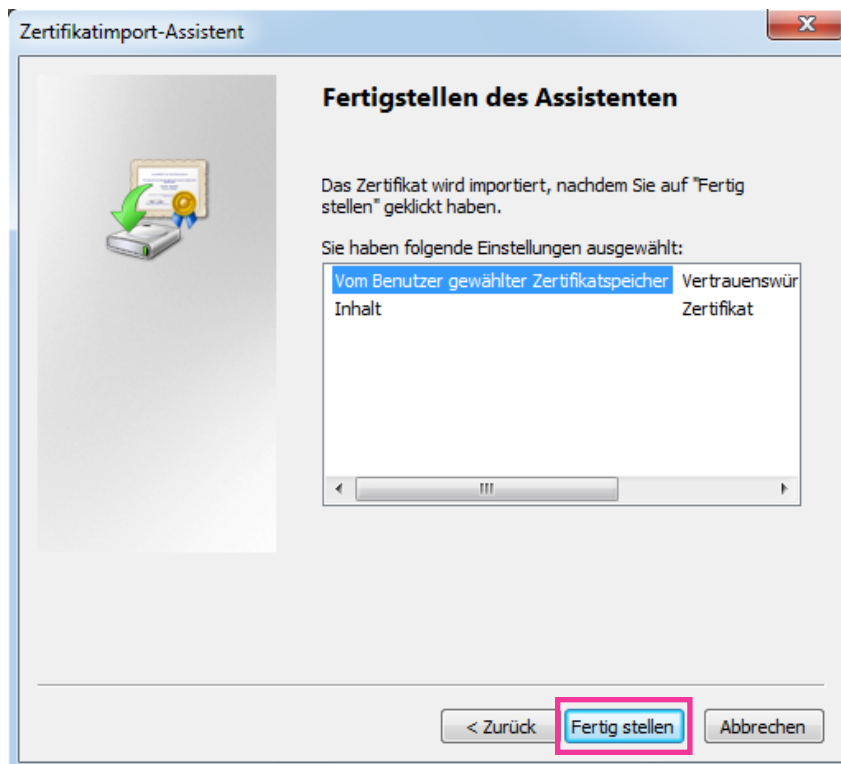 Zertifikatimport-Assistent
Fertigstellen des Assistenten
Das Zertifikat wird importiert, nachdem Sie auf "Fertig
stellen" geklickt haben.
Sie haben folgende Einstellungen ausgewählt:
Vom Benutzer gewählter Zertifikatspeicher Vertrauenswür
Inhalt Zertifikat
< Zurück Fertig stellen Abbrechen